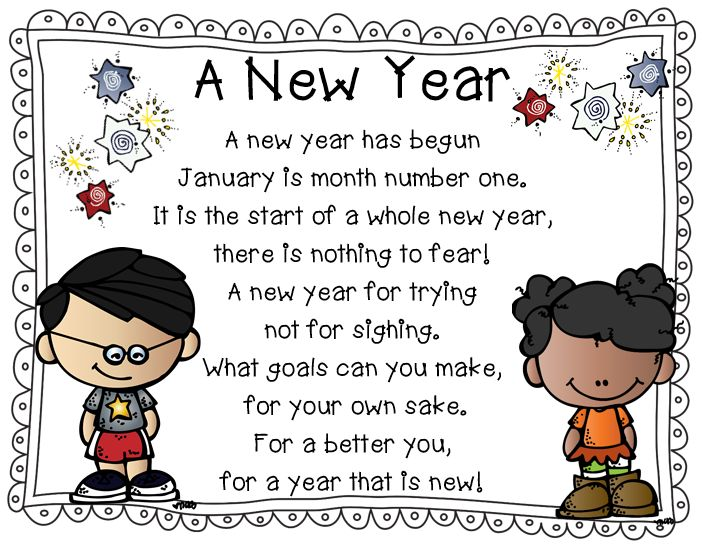 A New Year
A new year has begun
January is month number one.
It is the start of a whole new year,
there is nothing to fear!
A new year for trying
not for sighing.
What goals can you make,
for your own sake.
For a better you,
for a year that is new!